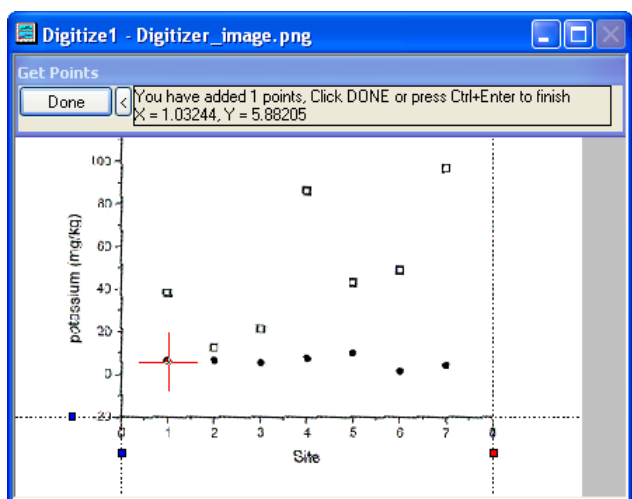 Digitize1 - Digitizer_image.png
Get Points
Done < You have added 1 points, Click DONE or press Ctrl+Enter to finish
X = 1.03244, Y = 5.88205
100
80
60
40
20
0
-20
potassium (mg/kg)
0 1 2 3 4 5 6 7 8
Site